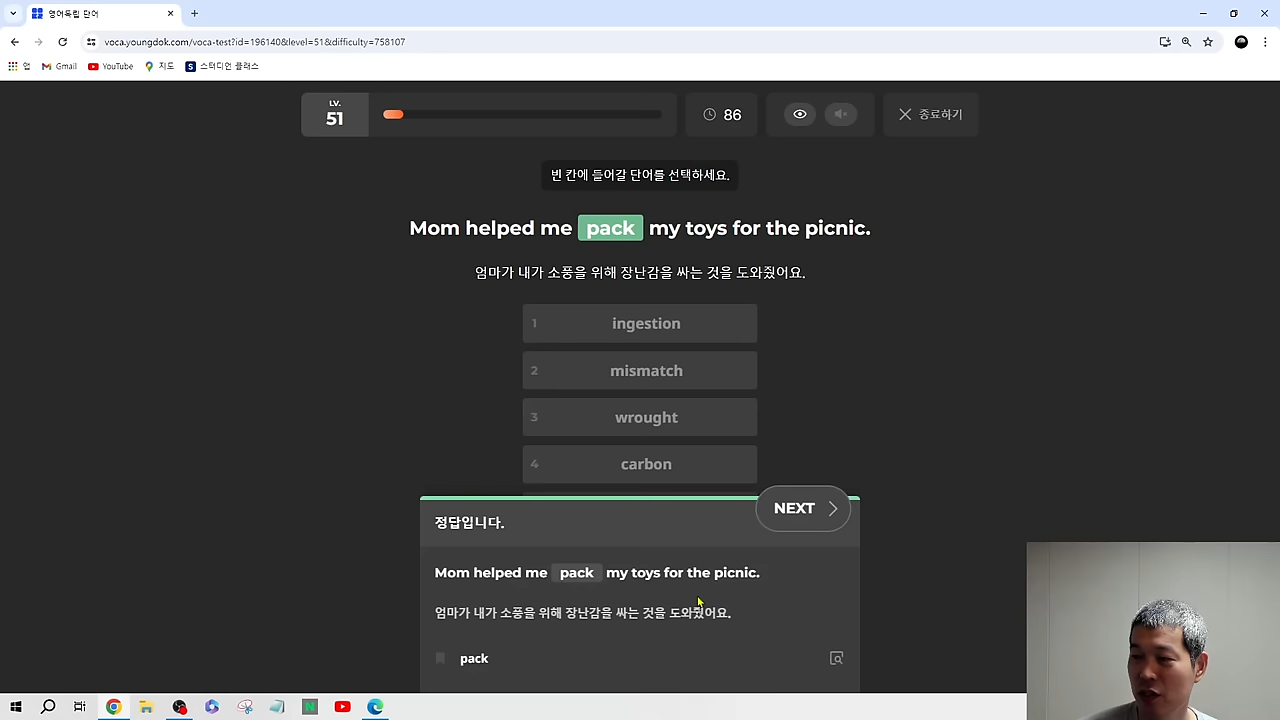 영어독립 단어
voca.youngdok.com/voca-test?id=196140&level=51&difficulty=758107
앱 Gmail YouTube 지도 스터디언 클래스
LV.
51
86
종료하기
빈 칸에 들어갈 단어를 선택하세요.
Mom helped me pack my toys for the picnic.
엄마가 내가 소풍을 위해 장난감을 싸는 것을 도와줬어요.
1 ingestion
2 mismatch
3 wrought
4 carbon
NEXT
정답입니다.
Mom helped me pack my toys for the picnic.
엄마가 내가 소풍을 위해 장난감을 싸는 것을 도와줬어요.
pack